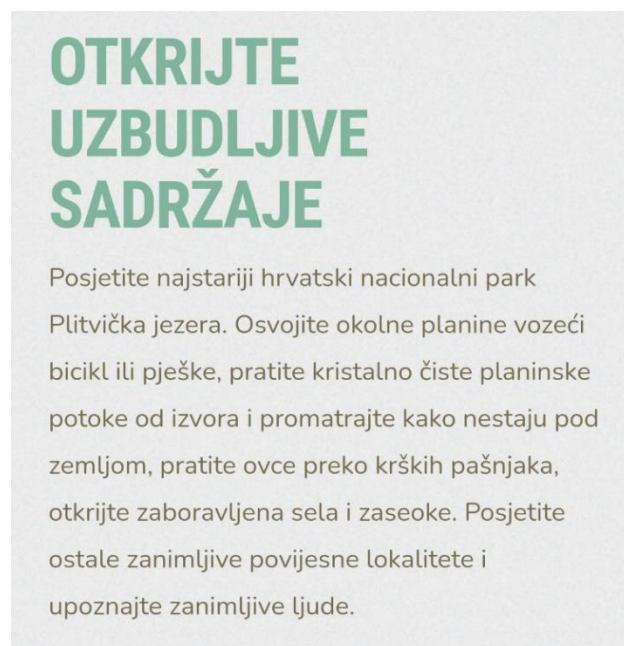 OTKRIJTE
UZBUDLJIVE
SADRŽAJE
Posjetite najstariji hrvatski nacionalni park
Plitvička jezera. Osvojite okolne planine vozeći
bicikl ili pješke, pratite kristalno čiste planinske
potoke od izvora i promatrajte kako nestaju pod
zemljom, pratite ovce preko krških pašnjaka,
otkrijte zaboravljena sela i zaseoke. Posjetite
ostale zanimljive povijesne lokalitete i
upoznajte zanimljive ljude.